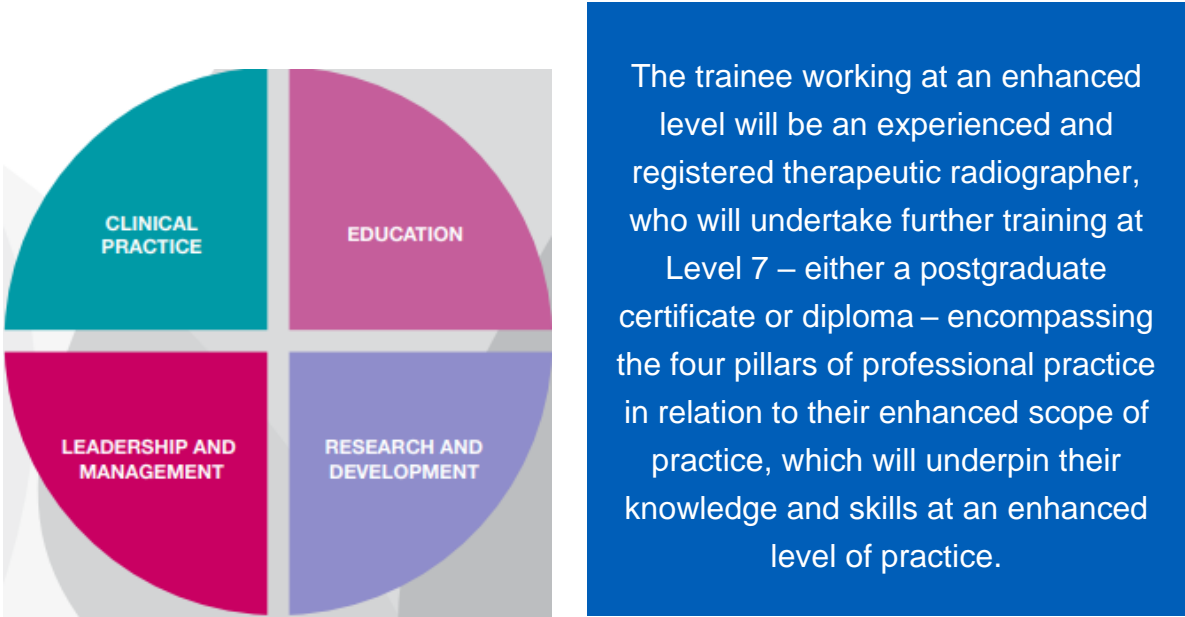 CLINICAL
PRACTICE
EDUCATION
LEADERSHIP AND
MANAGEMENT
RESEARCH AND
DEVELOPMENT
The trainee working at an enhanced
level will be an experienced and
registered therapeutic radiographer,
who will undertake further training at
Level 7 – either a postgraduate
certificate or diploma – encompassing
the four pillars of professional practice
in relation to their enhanced scope of
practice, which will underpin their
knowledge and skills at an enhanced
level of practice.